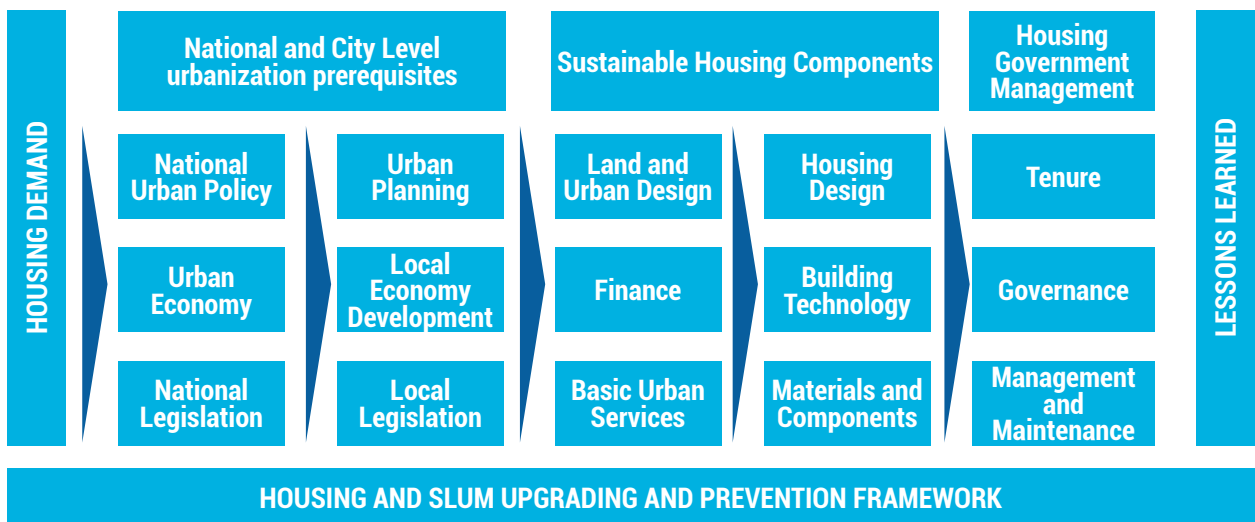 HOUSING DEMAND
National and City Level
urbanization prerequisites
Sustainable Housing Components
Housing
Government
Management
National
Urban Policy
Urban
Planning
Land and
Urban Design
Housing
Design
Tenure
Urban
Economy
Local
Economy
Development
Finance
Building
Technology
Governance
National
Legislation
Local
Legislation
Basic Urban
Services
Materials and
Components
Management
and
Maintenance
LESSONS LEARNED
HOUSING AND SLUM UPGRADING AND PREVENTION FRAMEWORK